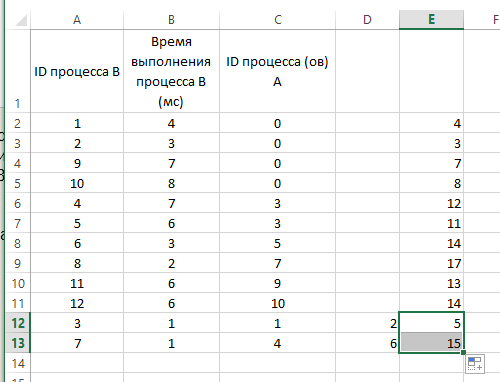 A B C D E F
1 ID процесса B Время выполнения процесса B (мс) ID процесса (ов) A
2 1 4 0 4
3 2 3 0 3
4 9 7 0 7
5 10 8 0 8
6 4 7 3 12
7 5 6 3 11
8 6 3 5 14
9 8 2 7 17
10 11 6 9 13
11 12 6 10 14
12 3 1 1 2 5
13 7 1 4 6 15
14